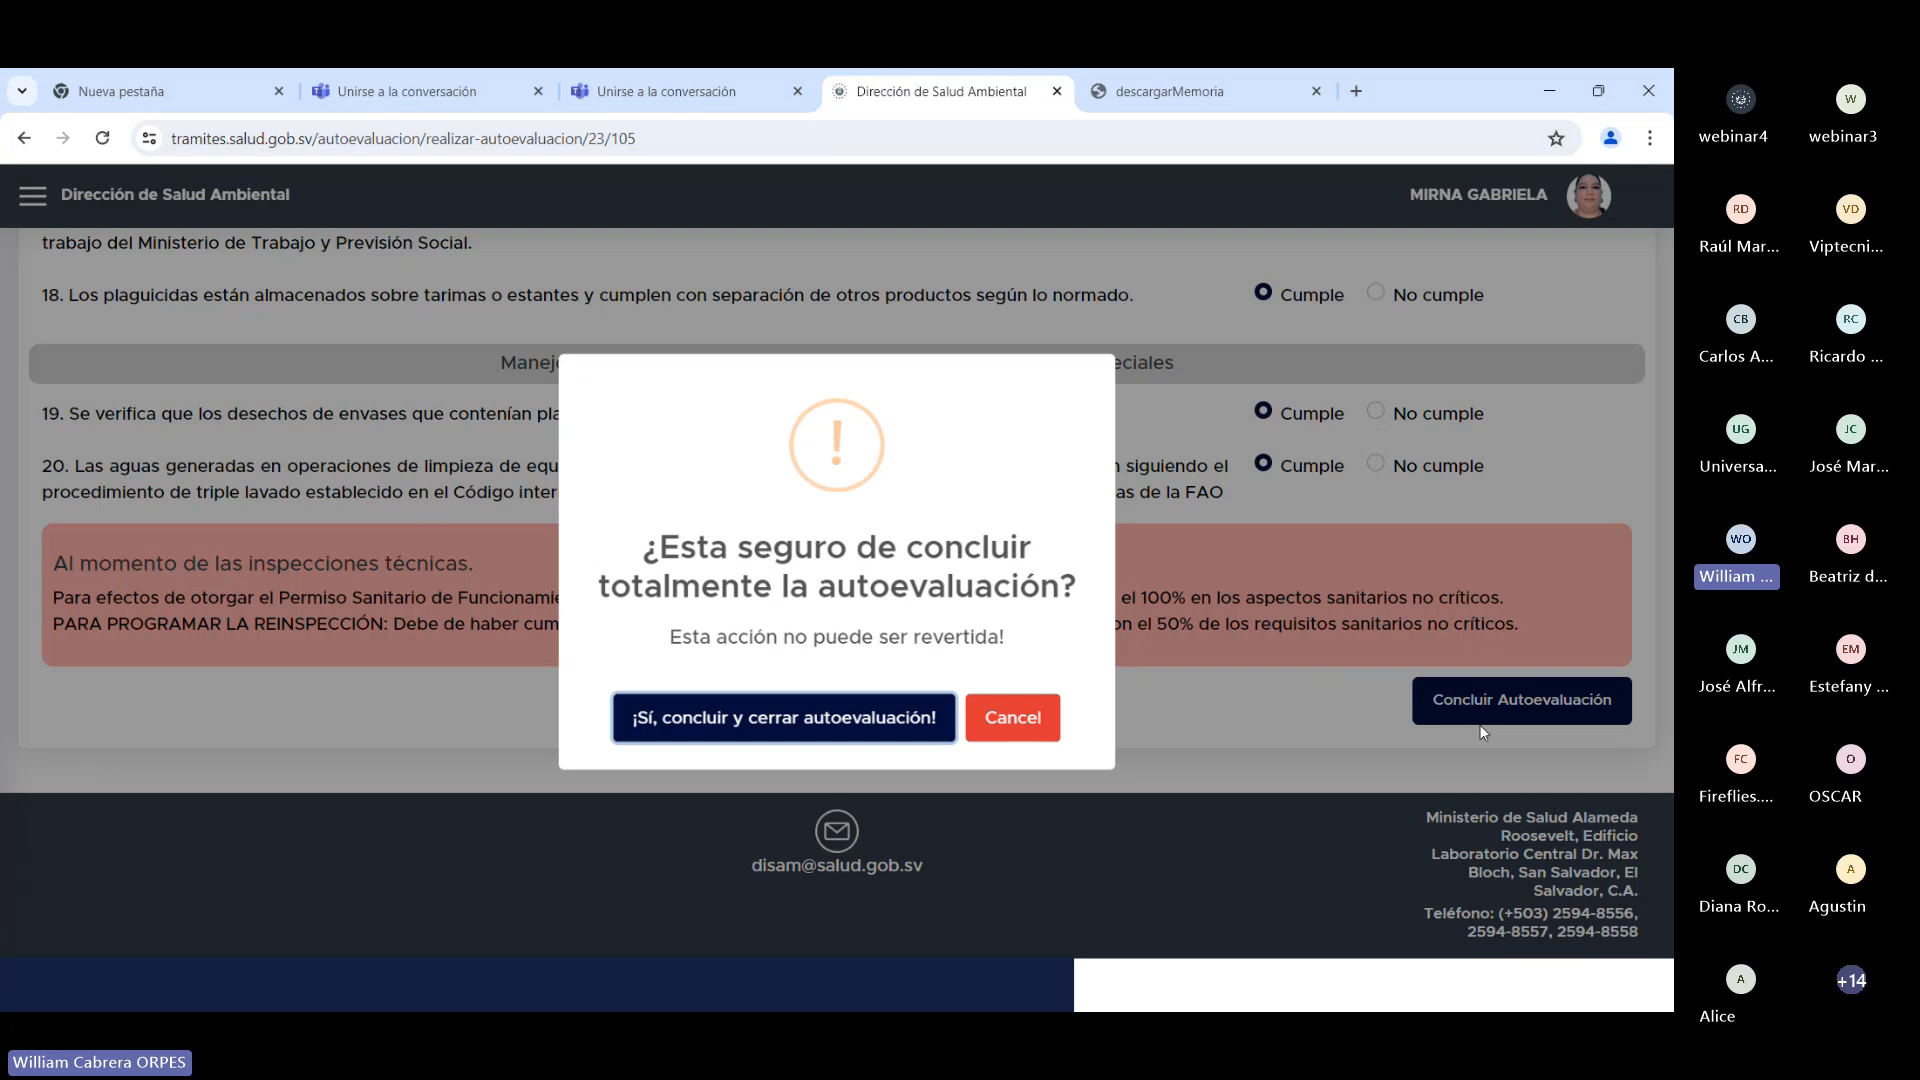 Nueva pestaña
Unirse a la conversación
Unirse a la conversación
Dirección de Salud Ambiental
descargarMemoria
tramites.salud.gob.sv/autoevaluacion/realizar-autoevaluacion/23/105
Dirección de Salud Ambiental
MIRNA GABRIELA
trabajo del Ministerio de Trabajo y Previsión Social.
18. Los plaguicidas están almacenados sobre tarimas o estantes y cumplen con separación de otros productos según lo normado.
Cumple No cumple
Manej
eciales
19. Se verifica que los desechos de envases que contenían pla
Cumple No cumple
20. Las aguas generadas en operaciones de limpieza de equ
siguiendo el
Cumple No cumple
procedimiento de triple lavado establecido en el Código inter
as de la FAO
Al momento de las inspecciones técnicas.
Para efectos de otorgar el Permiso Sanitario de Funcionamie
el 100% en los aspectos sanitarios no críticos.
PARA PROGRAMAR LA REINSPECCIÓN: Debe de haber cum
on el 50% de los requisitos sanitarios no críticos.
¿Esta seguro de concluir
totalmente la autoevaluación?
Esta acción no puede ser revertida!
¡Sí, concluir y cerrar autoevaluación!
Cancel
Concluir Autoevaluación
disam@salud.gob.sv
Ministerio de Salud Alameda
Roosevelt, Edificio
Laboratorio Central Dr. Max
Bloch, San Salvador, El
Salvador, C.A.
Teléfono: (+503) 2594-8556,
2594-8557, 2594-8558
W
webinar4
webinar3
RD
VD
Raúl Mar...
Viptecni...
CB
RC
Carlos A...
Ricardo ...
UG
JC
Universa...
José Mar...
WO
BH
William ...
Beatriz d...
JM
EM
José Alfr...
Estefany ...
FC
O
Fireflies....
OSCAR
DC
A
Diana Ro...
Agustin
A
+14
Alice
William Cabrera ORPES